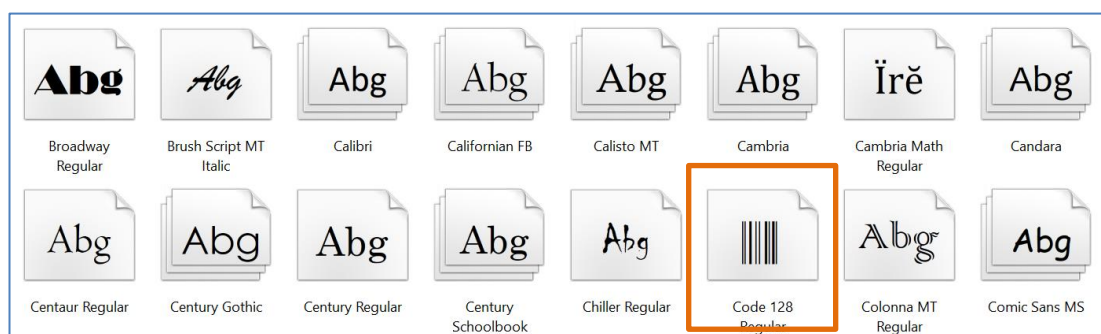 Abg Abg Abg Abg Abg Abg Ïrĕ Abg
Broadway Regular Brush Script MT Italic Calibri Californian FB Calisto MT Cambria Cambria Math Regular Candara
Abg Abg Abg Abg Abg Abg Abg
Centaur Regular Century Gothic Century Regular Century Schoolbook Chiller Regular Code 128 Regular Colonna MT Regular Comic Sans MS